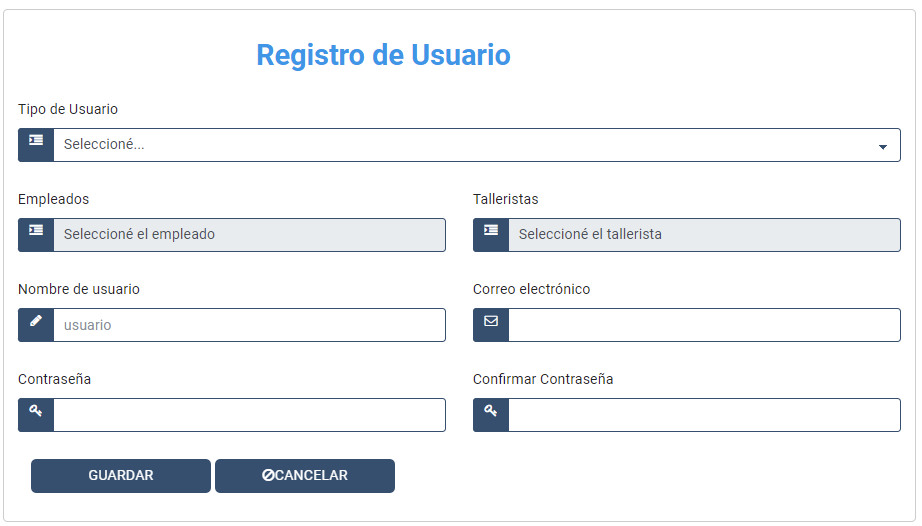 Registro de Usuario
Tipo de Usuario
Seleccioné...
Empleados
Talleristas
Seleccioné el empleado
Seleccioné el tallerista
Nombre de usuario
Correo electrónico
usuario
Contraseña
Confirmar Contraseña
GUARDAR
CANCELAR